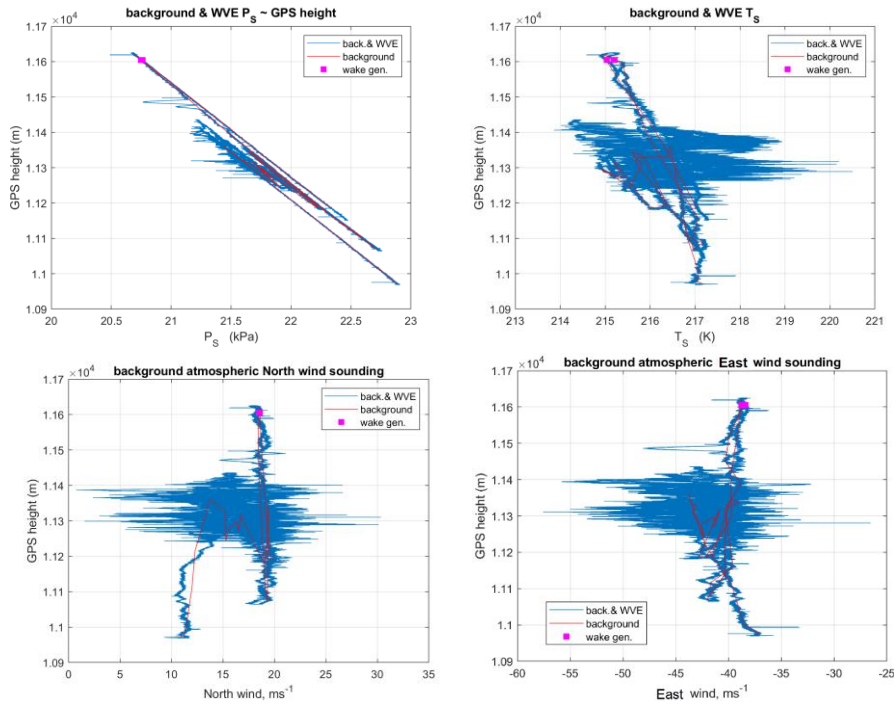 background & WVE P_S ~ GPS height
×10⁴
1.17
1.16
1.15
1.14
1.13
1.12
1.11
1.1
1.09
GPS height (m)
back.& WVE
background
wake gen.
20 20.5 21 21.5 22 22.5 23
P_S (kPa)
background & WVE T_S
×10⁴
1.17
1.16
1.15
1.14
1.13
1.12
1.11
1.1
1.09
GPS height (m)
back.& WVE
background
wake gen.
213 214 215 216 217 218 219 220 221
T_S (K)
background atmospheric North wind sounding
×10⁴
1.17
1.16
1.15
1.14
1.13
1.12
1.11
1.1
1.09
GPS height (m)
back.& WVE
background
wake gen.
0 5 10 15 20 25 30 35
North wind, ms⁻¹
background atmospheric East wind sounding
×10⁴
1.17
1.16
1.15
1.14
1.13
1.12
1.11
1.1
1.09
GPS height (m)
back.& WVE
background
wake gen.
-60 -55 -50 -45 -40 -35 -30 -25
East wind, ms⁻¹